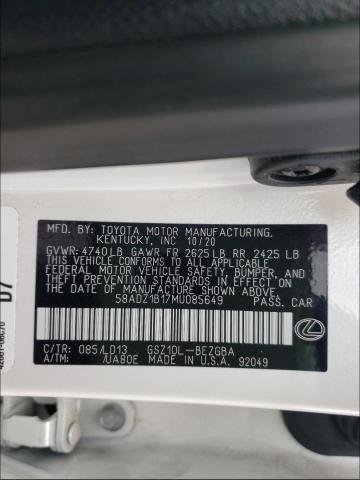 MFD. BY: TOYOTA MOTOR MANUFACTURING.
KENTUCKY, INC 10/20
GVWR: 4740LB GAWR FR 2625LB RR 2425 LB
THIS VEHICLE CONFORMS TO ALL APPLICABLE
FEDERAL MOTOR VEHICLE SAFETY, BUMPER, AND
THEFT PREVENTION STANDARDS IN EFFECT ON
THE DATE OF MANUFACTURE SHOWN ABOVE.
58ADZ1B17MU085649 PASS. CAR
C/TR: 085/LD13 GSZ10L-BEZGBA
A/TM: /UA80E MADE IN U.S.A. 92049
D7